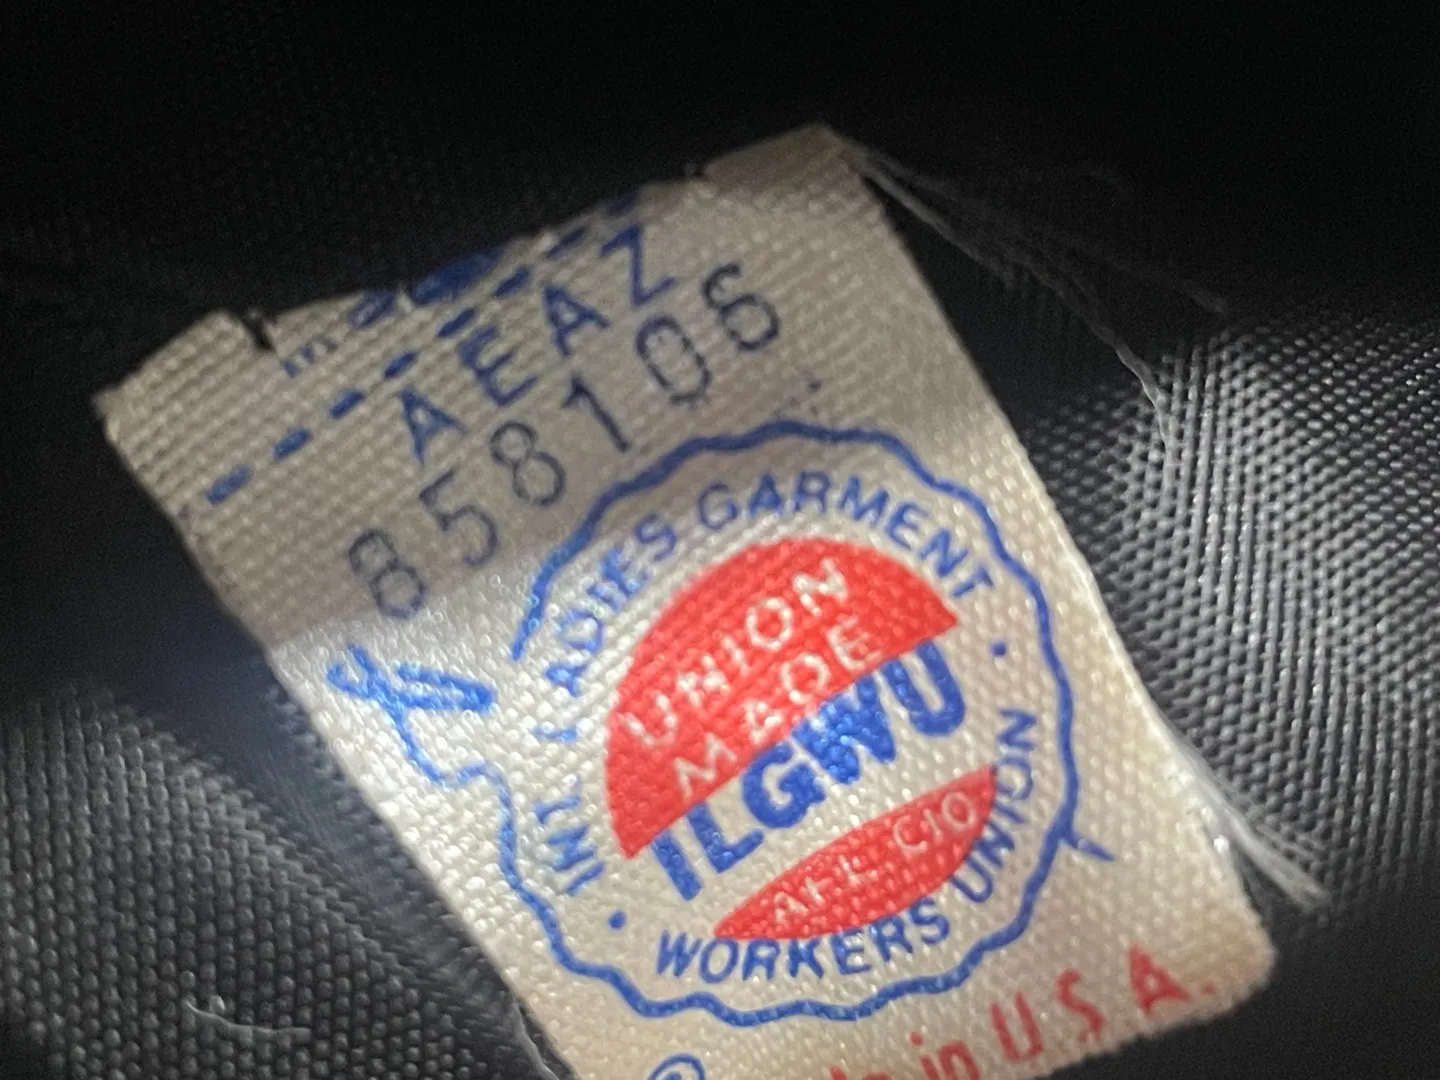 AEAZ
858106
INT. LADIES GARMENT
WORKERS UNION
UNION
MADE
ILGWU
AFL CIO
®
in U.S.A.